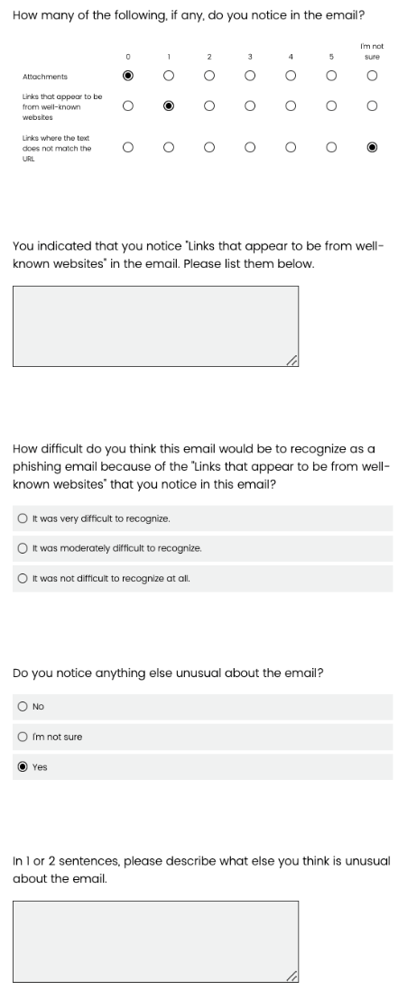 How many of the following, if any, do you notice in the email?
I'm not
0 1 2 3 4 5 sure
Attachments
Links that appear to be
from well-known
websites
Links where the text
does not match the
URL
You indicated that you notice "Links that appear to be from well-
known websites" in the email. Please list them below.
How difficult do you think this email would be to recognize as a
phishing email because of the "Links that appear to be from well-
known websites" that you notice in this email?
It was very difficult to recognize.
It was moderately difficult to recognize.
It was not difficult to recognize at all.
Do you notice anything else unusual about the email?
No
I'm not sure
Yes
In 1 or 2 sentences, please describe what else you think is unusual
about the email.